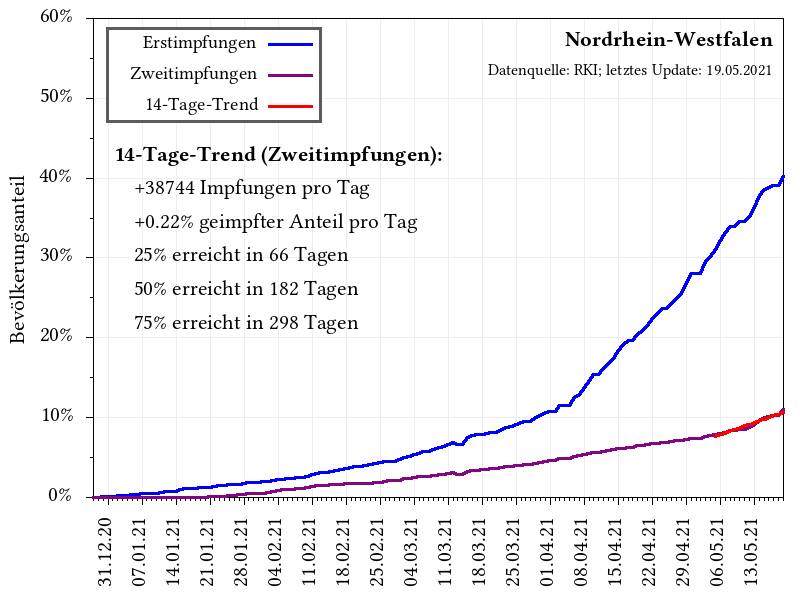 60%
50%
40%
30%
20%
10%
0%
Bevölkerungsanteil
Erstimpfungen
Zweitimpfungen
14-Tage-Trend
Nordrhein-Westfalen
Datenquelle: RKI; letztes Update: 19.05.2021
14-Tage-Trend (Zweitimpfungen):
+38744 Impfungen pro Tag
+0.22% geimpfter Anteil pro Tag
25% erreicht in 66 Tagen
50% erreicht in 182 Tagen
75% erreicht in 298 Tagen
31.12.20
07.01.21
14.01.21
21.01.21
28.01.21
04.02.21
11.02.21
18.02.21
25.02.21
04.03.21
11.03.21
18.03.21
25.03.21
01.04.21
08.04.21
15.04.21
22.04.21
29.04.21
06.05.21
13.05.21